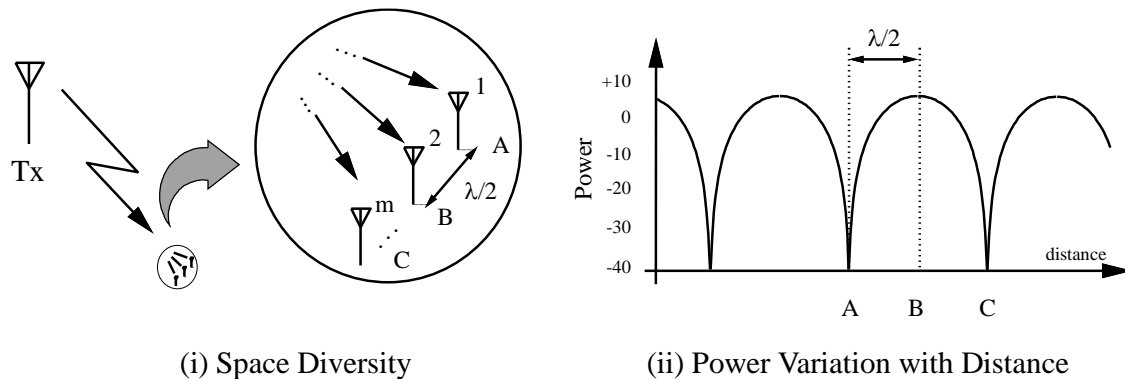 Tx
1
2
m
A
B
C
λ/2
(i) Space Diversity
λ/2
Power
+10
0
-10
-20
-30
-40
distance
A B C
(ii) Power Variation with Distance